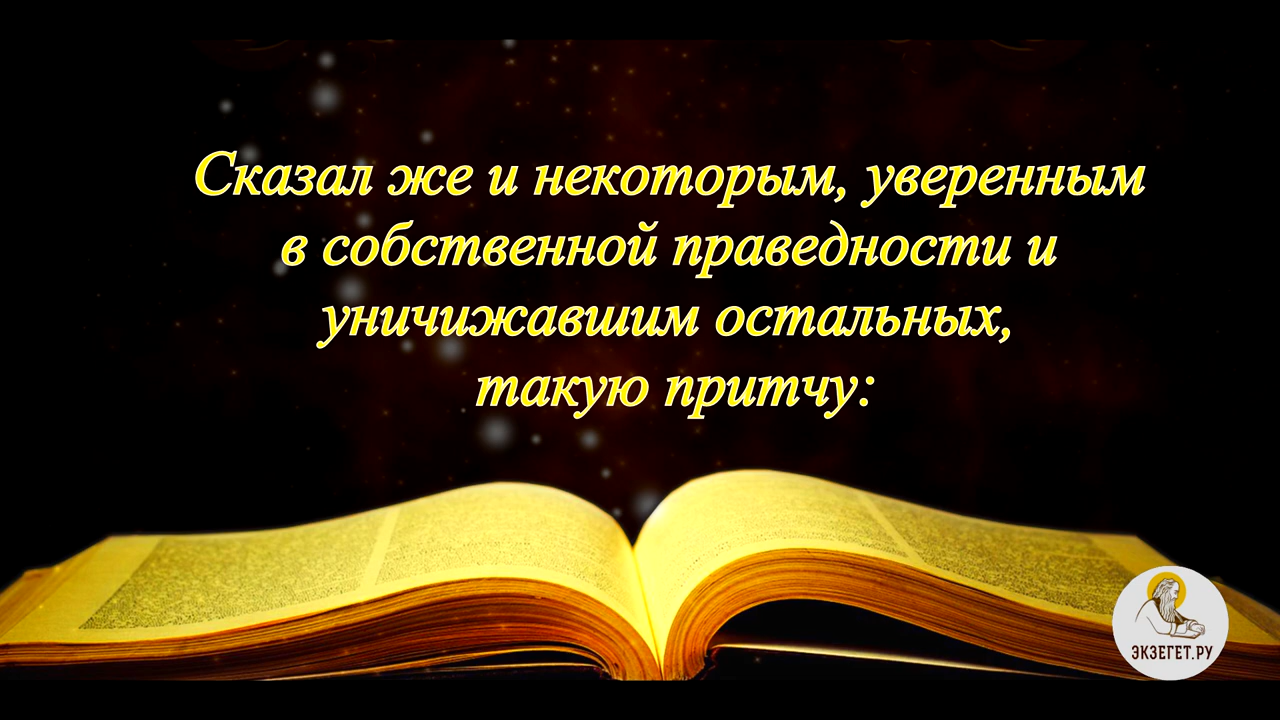 Сказал же и некоторым, уверенным
в собственной праведности и
уничижавшим остальных,
такую притчу:
ЭКЗЕГЕТ.РУ